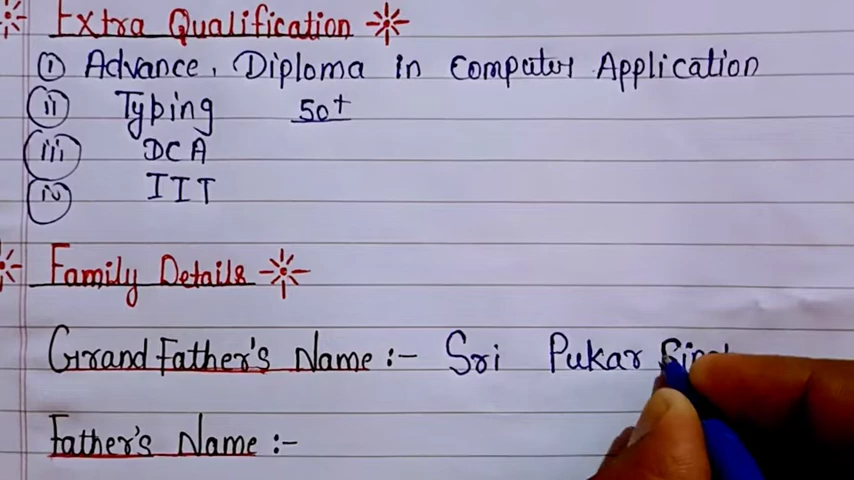 Extra Qualification
(i) Advance, Diploma in Computer Application
(ii) Typing 50+
(iii) DCA
(iv) IIT
Family Details
Grand Father's Name :- Sri Pukar
Father's Name :-